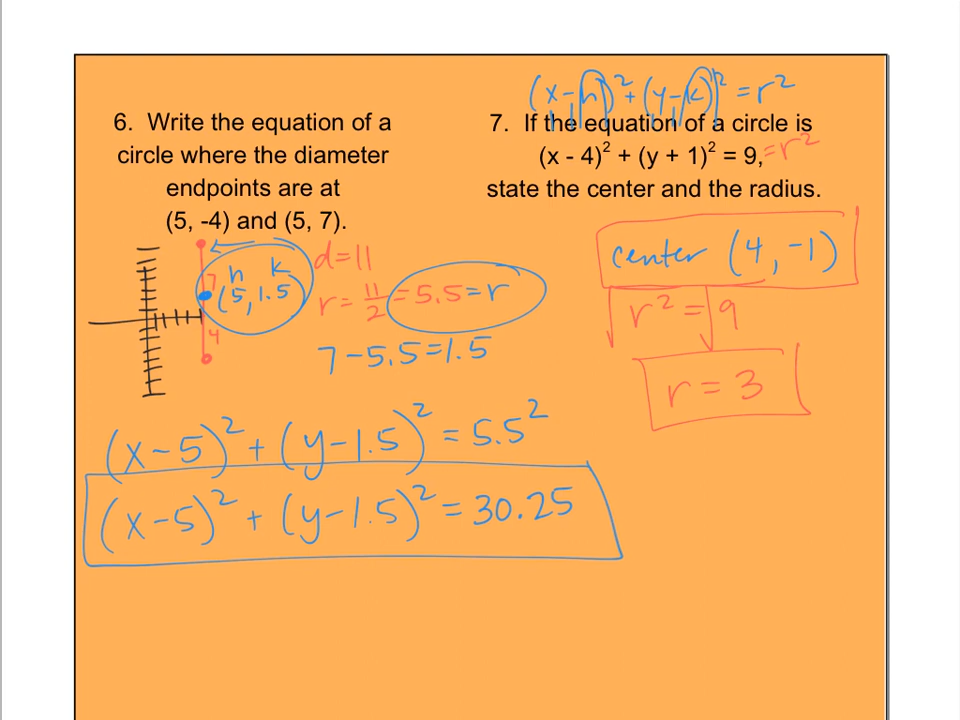 6. Write the equation of a
circle where the diameter
endpoints are at
(5, -4) and (5, 7).
7
h k
(5, 1.5)
4
d=11
r = 11/2 = 5.5 = r
7-5.5=1.5
(x-5)² + (y-1.5)² = 5.5²
(x-5)² + (y-1.5)² = 30.25
(x-h)² + (y-k)² = r²
7. If the equation of a circle is
(x - 4)² + (y + 1)² = 9, = r²
state the center and the radius.
center (4, -1)
r² = 9
r = 3